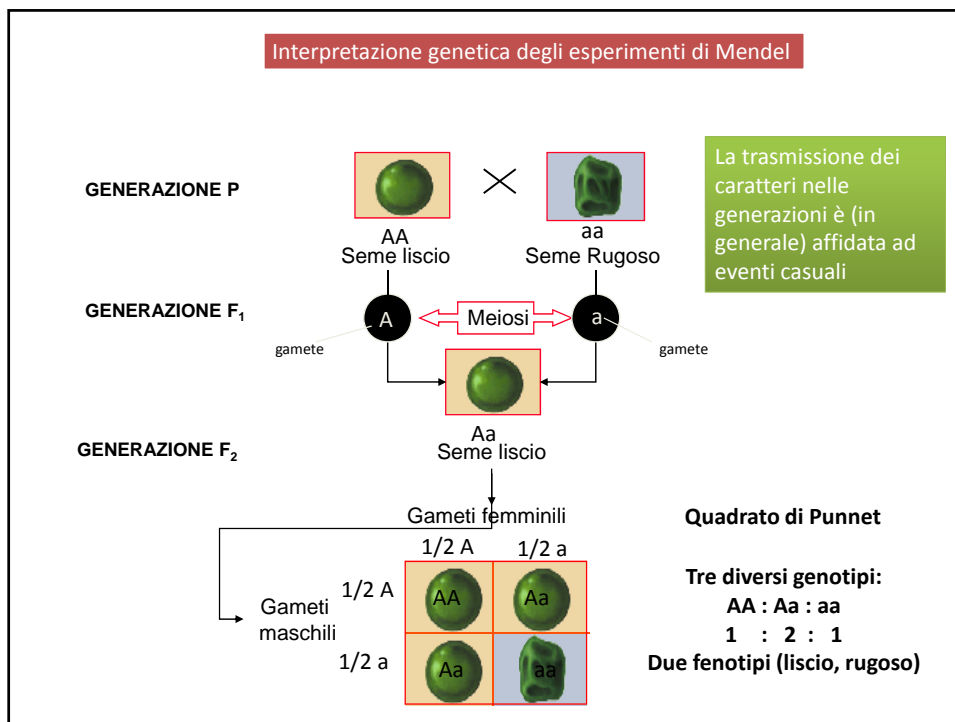 Interpretazione genetica degli esperimenti di Mendel
GENERAZIONE P
La trasmissione dei
caratteri nelle
generazioni è (in
generale) affidata ad
eventi casuali
AA
Seme liscio
aa
Seme Rugoso
GENERAZIONE F₁
A
Meiosi
a
gamete
gamete
Aa
Seme liscio
GENERAZIONE F₂
Gameti femminili
1/2 A 1/2 a
Gameti
maschili
1/2 A
AA Aa
1/2 a
Aa aa
Quadrato di Punnet
Tre diversi genotipi:
AA : Aa : aa
1 : 2 : 1
Due fenotipi (liscio, rugoso)